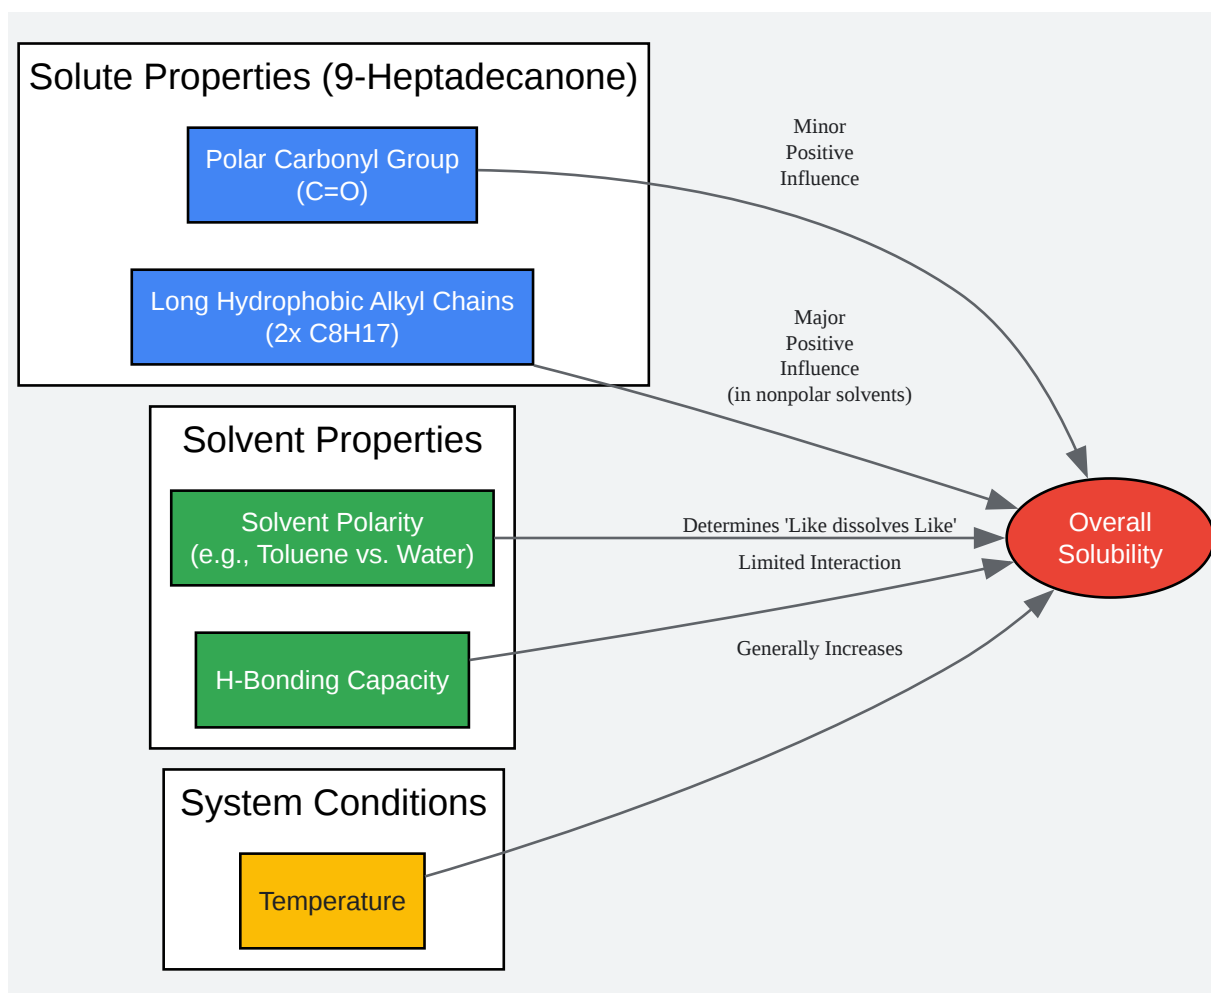 Solute Properties (9-Heptadecanone)
Polar Carbonyl Group
(C=O)
Long Hydrophobic Alkyl Chains
(2x C8H17)
Minor
Positive
Influence
Major
Positive
Influence
(in nonpolar solvents)
Solvent Properties
Solvent Polarity
(e.g., Toluene vs. Water)
H-Bonding Capacity
Determines 'Like dissolves Like'
Limited Interaction
Generally Increases
Overall
Solubility
System Conditions
Temperature